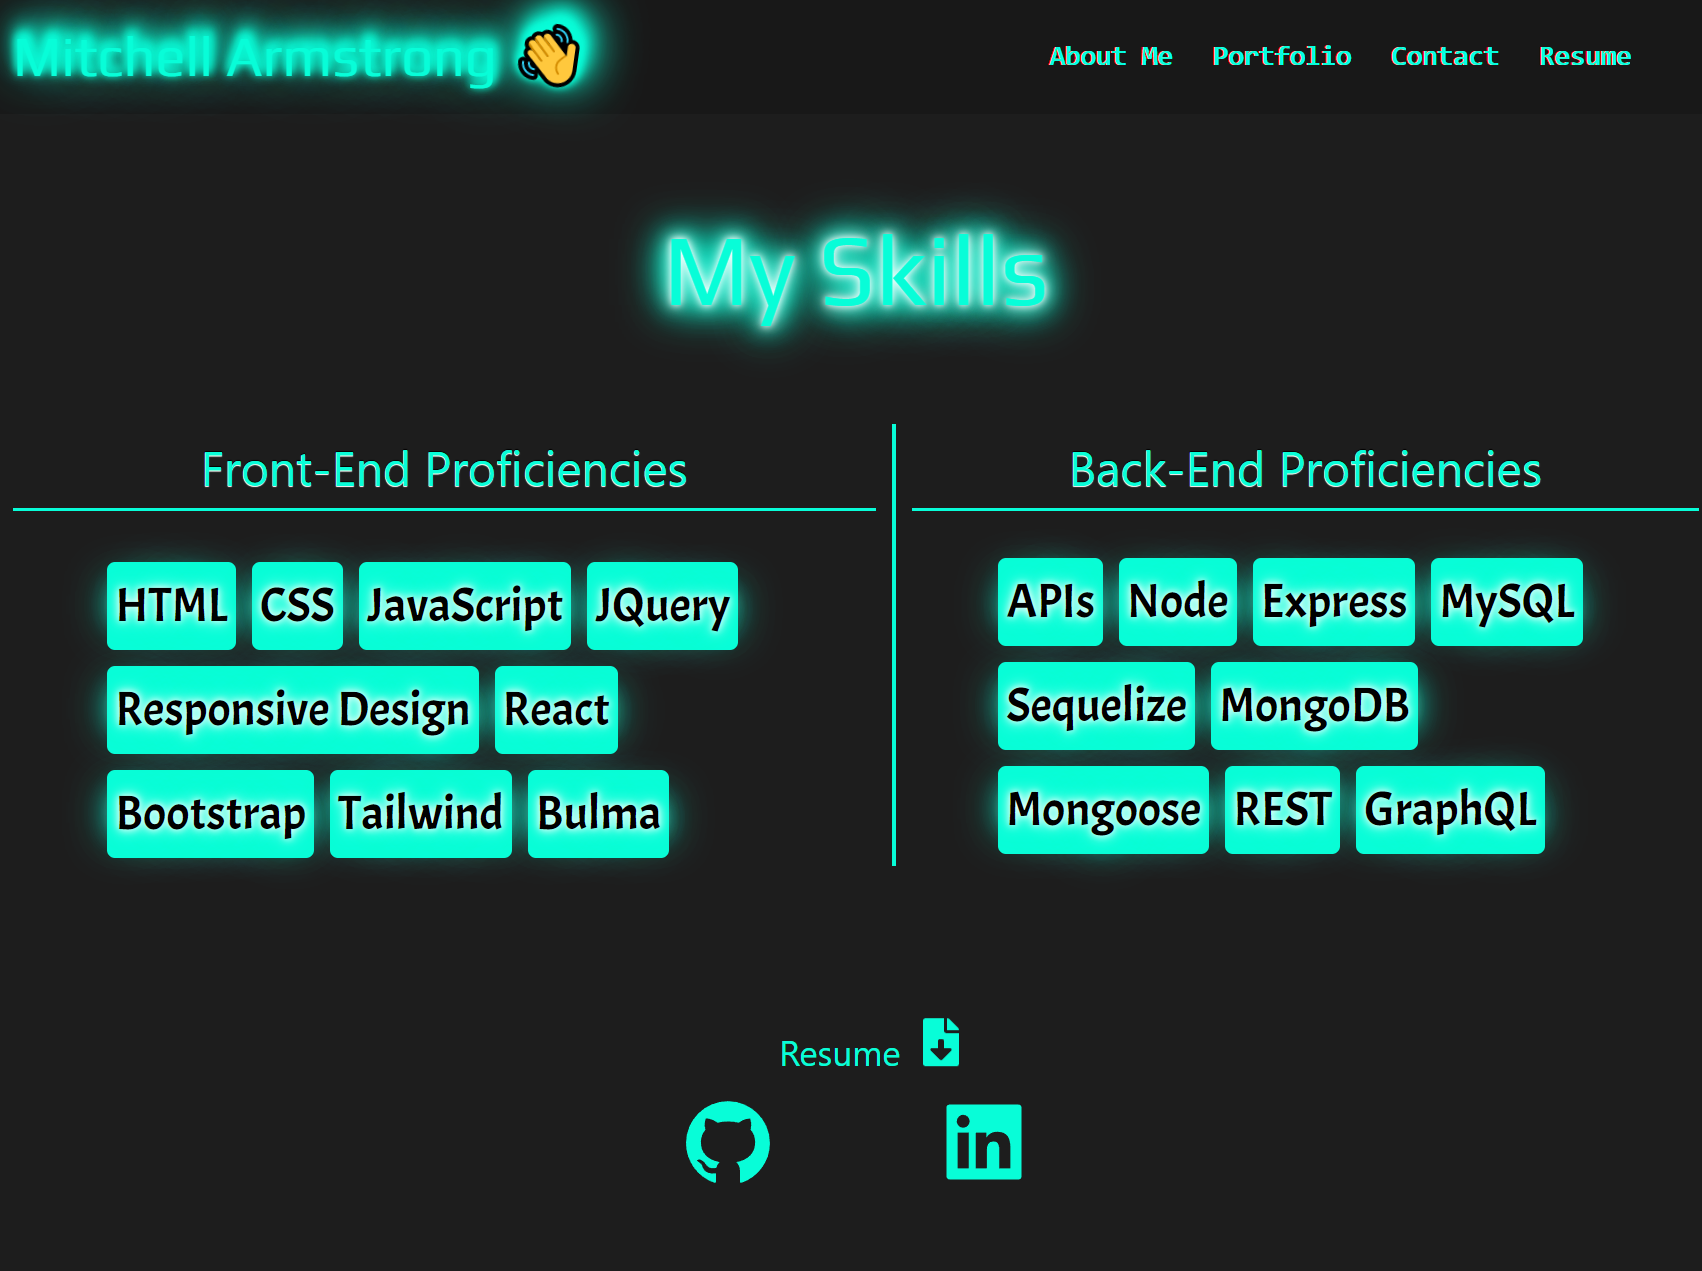 Mitchell Armstrong 👋
About Me Portfolio Contact Resume
My Skills
Front-End Proficiencies
HTML CSS JavaScript JQuery
Responsive Design React
Bootstrap Tailwind Bulma
Back-End Proficiencies
APIs Node Express MySQL
Sequelize MongoDB
Mongoose REST GraphQL
Resume
in